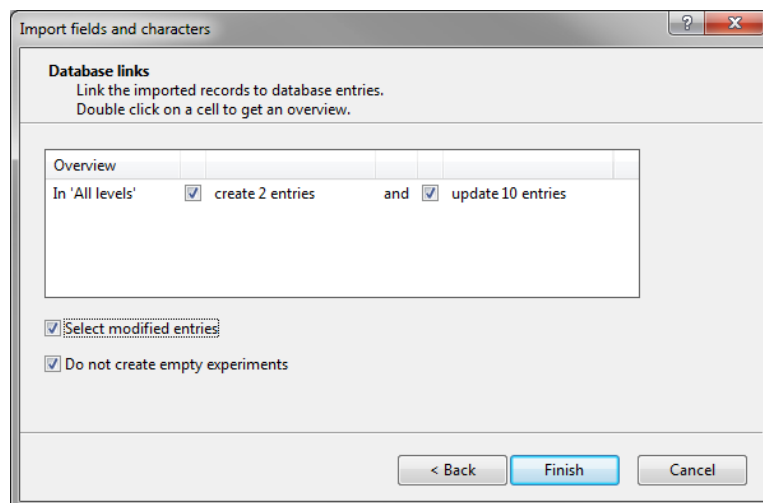 Import fields and characters
?
Database links
Link the imported records to database entries.
Double click on a cell to get an overview.
Overview
In 'All levels' create 2 entries and update 10 entries
Select modified entries
Do not create empty experiments
< Back Finish Cancel